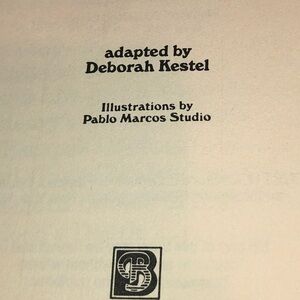 adapted by
Deborah Kestel
Illustrations by
Pablo Marcos Studio
B